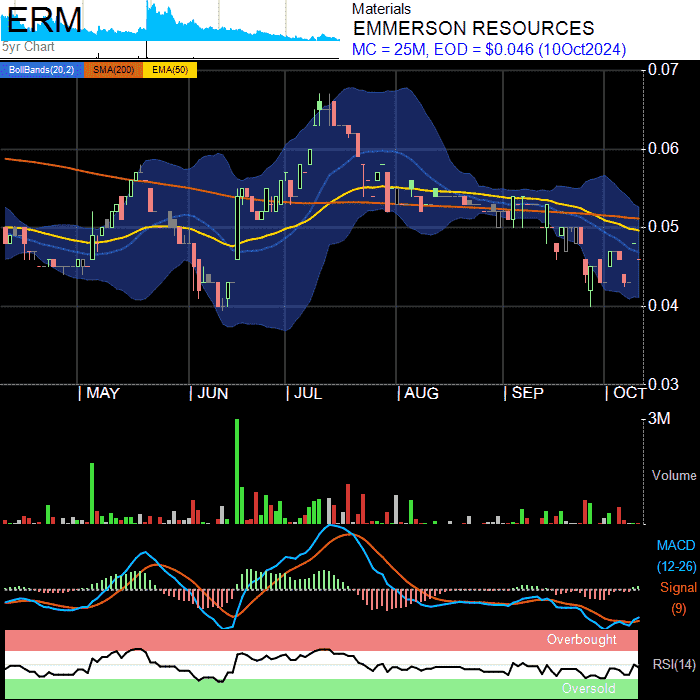 ERM
5yr Chart
Materials
EMMERSON RESOURCES
MC = 25M, EOD = $0.046 (10Oct2024)
BollBands(20,2) SMA(200) EMA(50)
0.07
0.06
0.05
0.04
0.03
| MAY | JUN | JUL | AUG | SEP | OCT
3M
Volume
MACD
(12-26)
Signal
(9)
Overbought
RSI(14)
Oversold